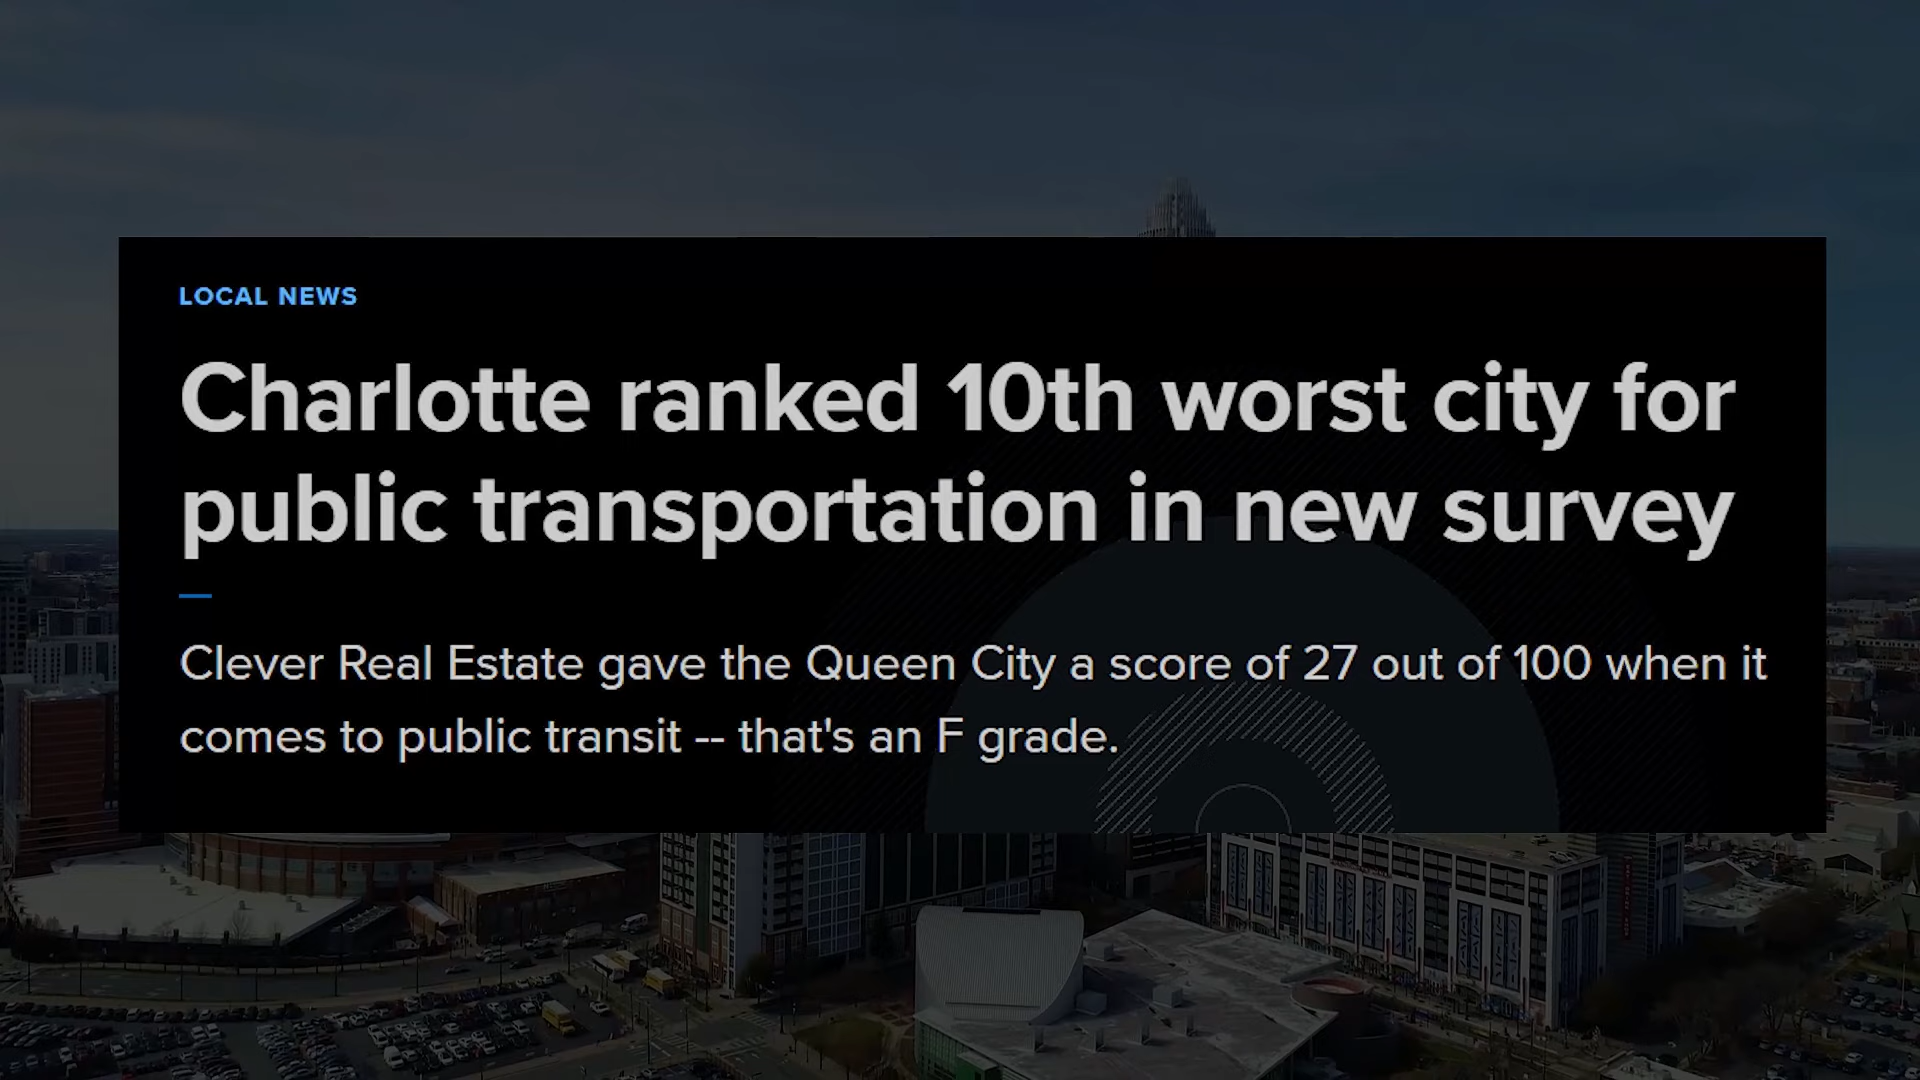 LOCAL NEWS
Charlotte ranked 10th worst city for
public transportation in new survey
Clever Real Estate gave the Queen City a score of 27 out of 100 when it
comes to public transit -- that's an F grade.